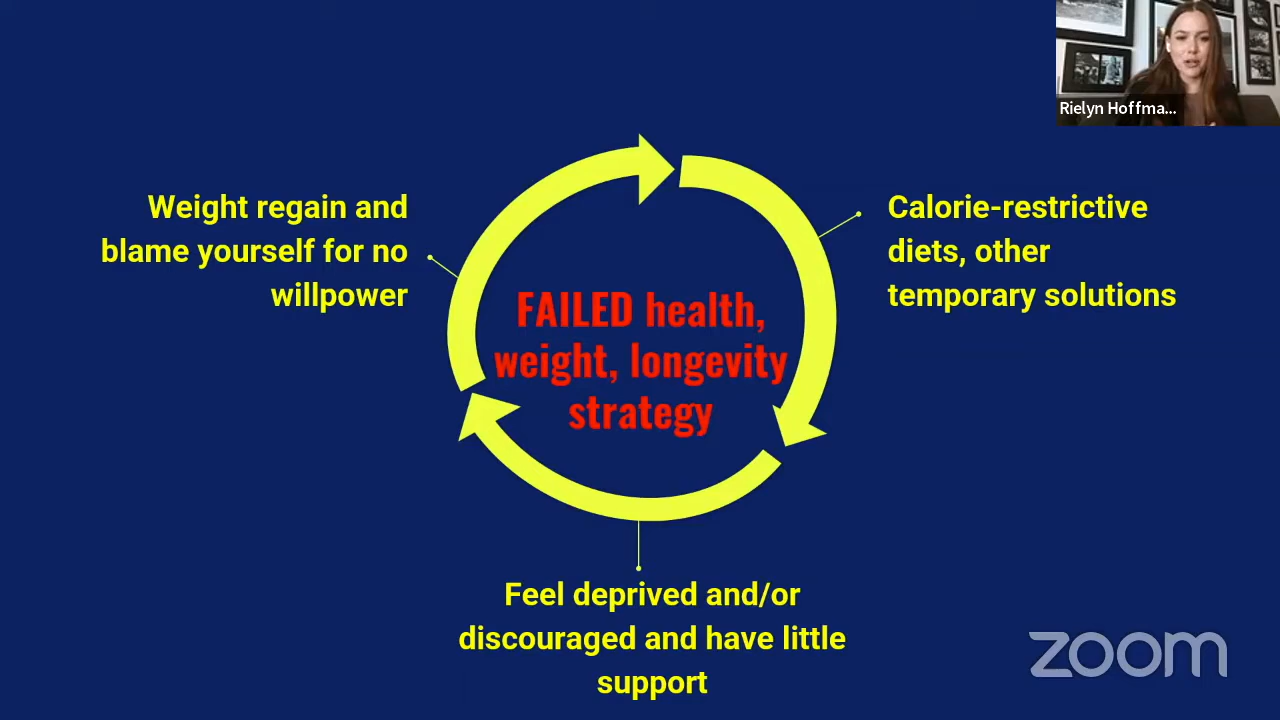 Rielyn Hoffma...
Weight regain and
blame yourself for no
willpower
Calorie-restrictive
diets, other
temporary solutions
FAILED health,
weight, longevity
strategy
Feel deprived and/or
discouraged and have little
support
zoom